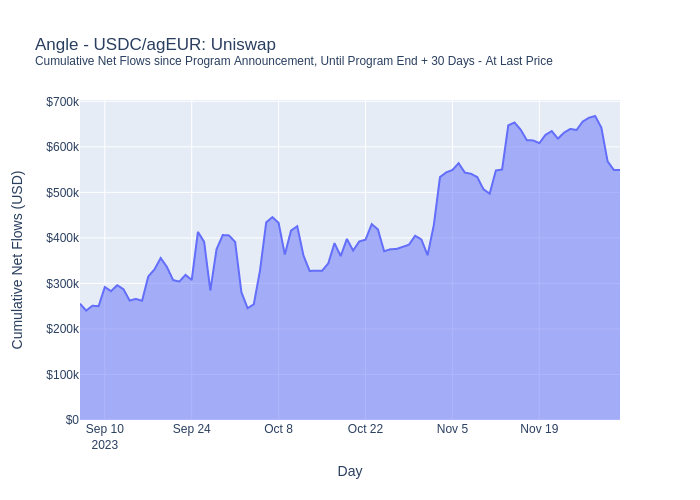 Angle - USDC/agEUR: Uniswap
Cumulative Net Flows since Program Announcement, Until Program End + 30 Days - At Last Price
Cumulative Net Flows (USD)
$700k
$600k
$500k
$400k
$300k
$200k
$100k
$0
Sep 10 Sep 24 Oct 8 Oct 22 Nov 5 Nov 19
2023
Day